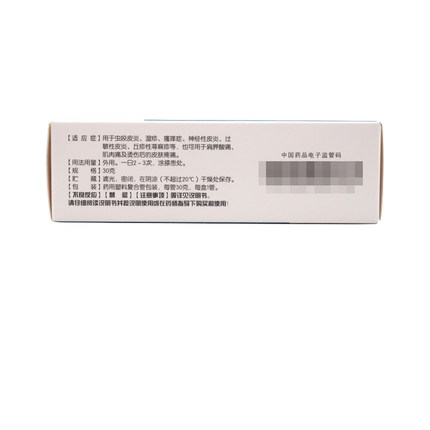 【适 应 症】用于虫咬皮炎、湿疹、瘙痒症、神经性皮炎、过
敏性皮炎、丘疹性荨麻疹等，也可用于肩胛酸痛、
肌肉痛及烫伤后的皮肤疼痛。
【用法用量】外用。一日2~3次，涂搽患处。
【规　　格】30克
【贮　　藏】遮光，密闭，在阴凉（不超过20℃）干燥处保存。
【包　　装】药用塑料复合管包装，每管30克，每盒1管。
【不良反应】【禁 忌】【注意事项】等详见说明书。
请仔细阅读说明书并按说明使用或在药师指导下购买和使用！
中国药品电子监管码